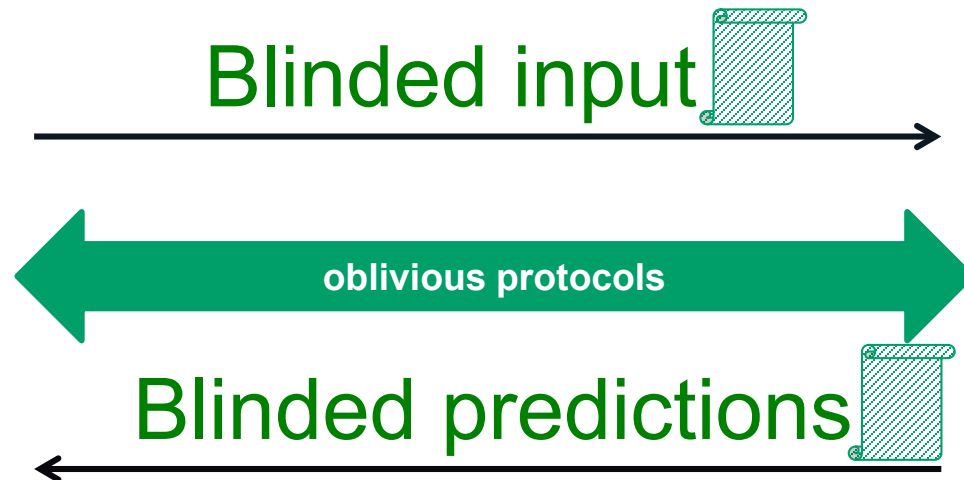 Blinded input
oblivious protocols
Blinded predictions